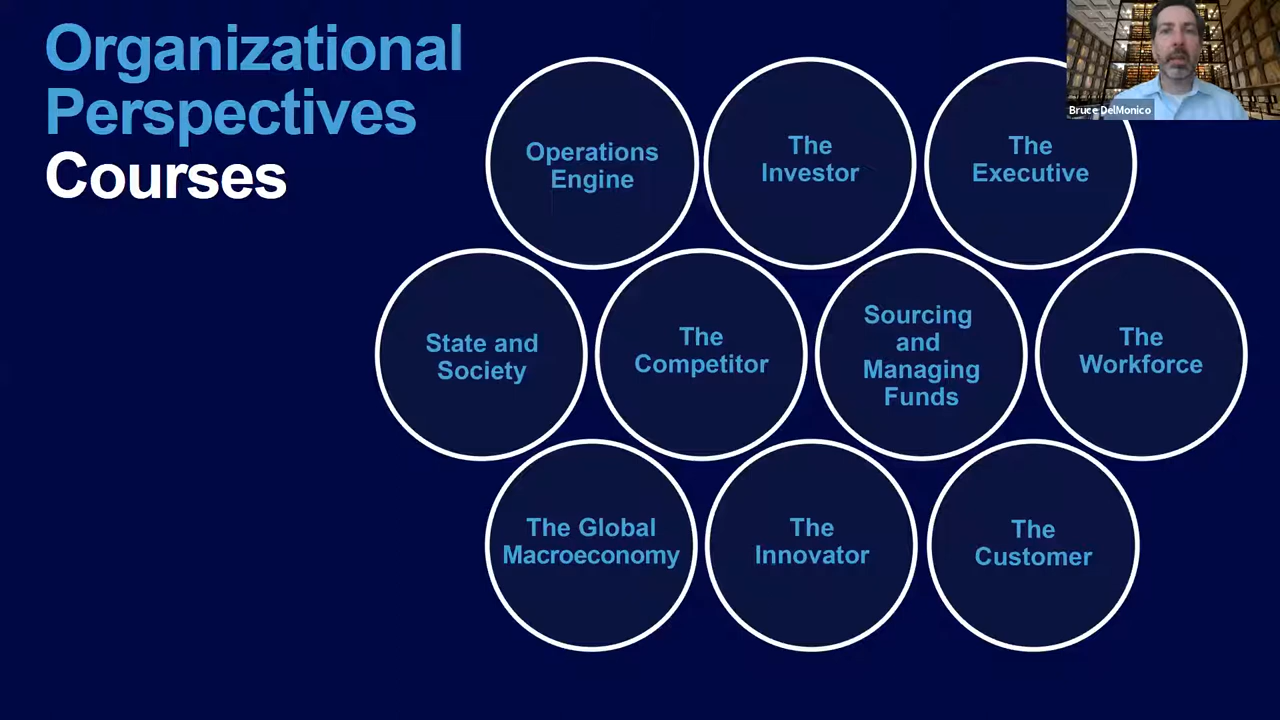 Organizational
Perspectives
Courses
Bruce DelMonico
Operations
Engine
The
Investor
The
Executive
State and
Society
The
Competitor
Sourcing
and
Managing
Funds
The
Workforce
The Global
Macroeconomy
The
Innovator
The
Customer